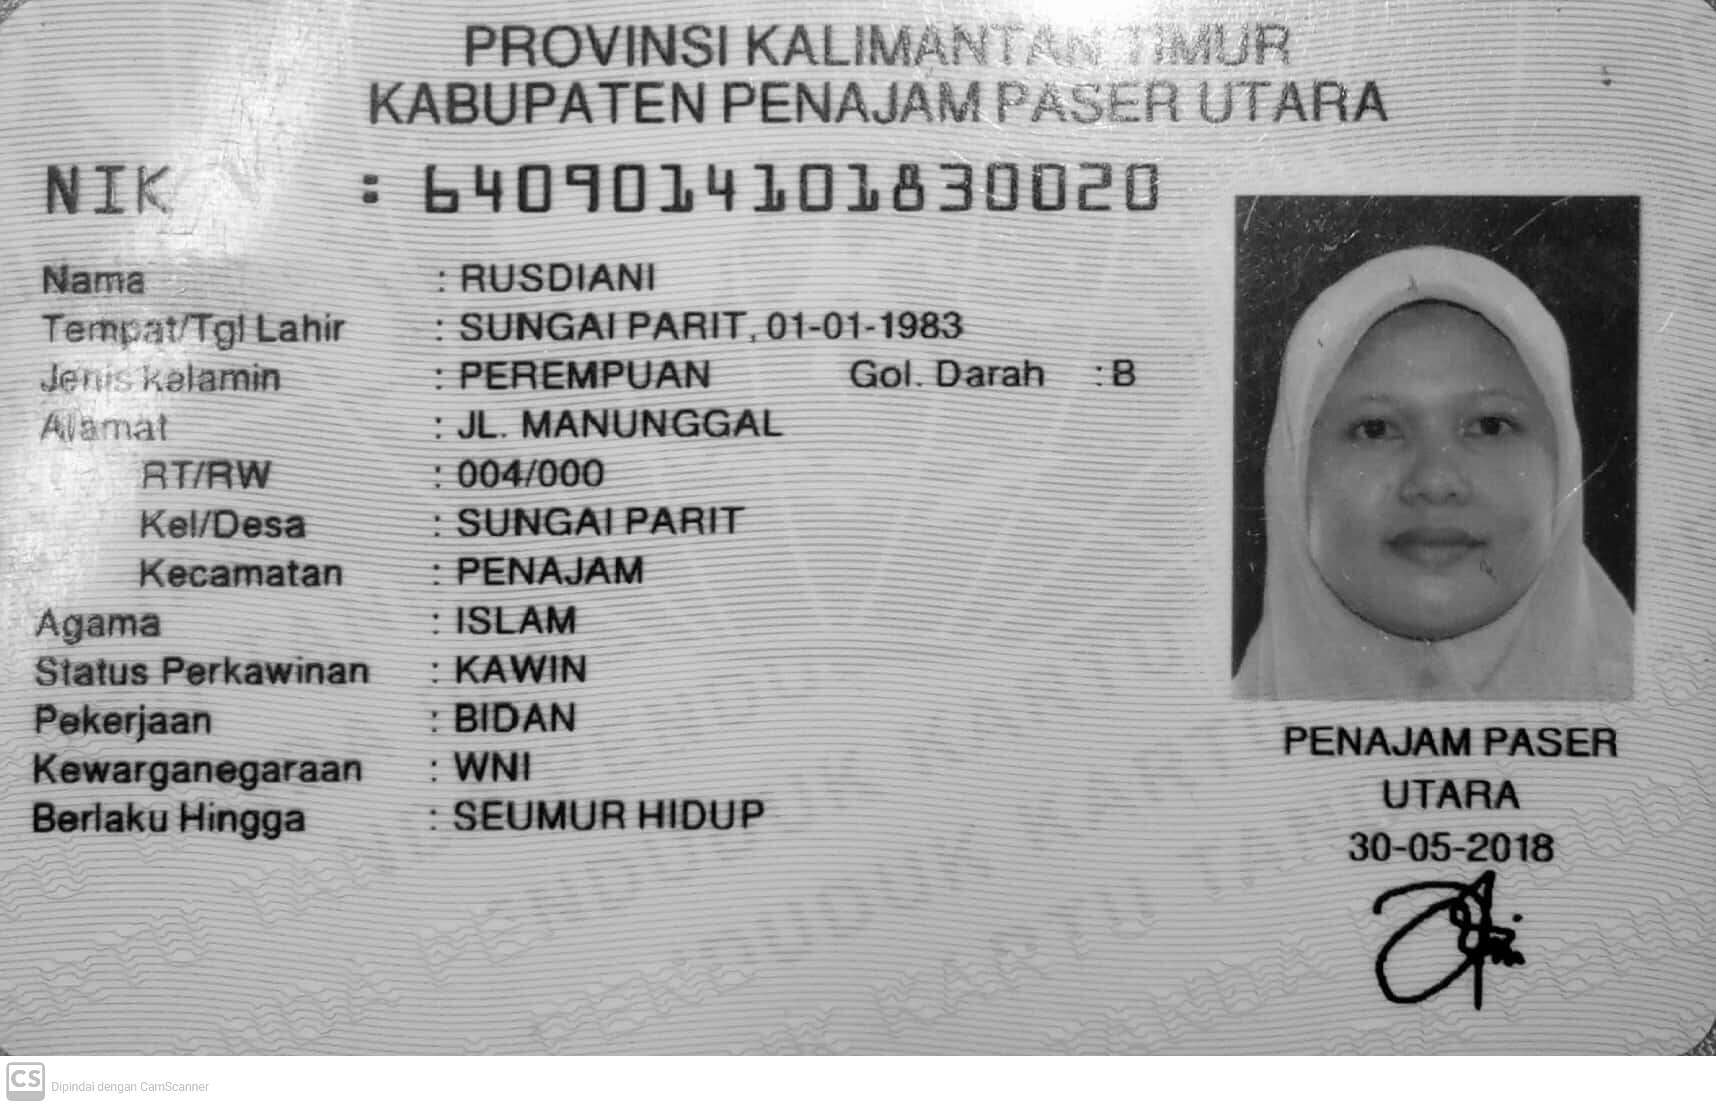 PROVINSI KALIMANTAN TIMUR
KABUPATEN PENAJAM PASER UTARA
NIK : 6409014101830020
Nama : RUSDIANI
Tempat/Tgl Lahir : SUNGAI PARIT, 01-01-1983
Jenis kelamin : PEREMPUAN Gol. Darah : B
Alamat : JL. MANUNGGAL
RT/RW : 004/000
Kel/Desa : SUNGAI PARIT
Kecamatan : PENAJAM
Agama : ISLAM
Status Perkawinan : KAWIN
Pekerjaan : BIDAN
Kewarganegaraan : WNI
Berlaku Hingga : SEUMUR HIDUP
PENAJAM PASER
UTARA
30-05-2018
CS Dipindai dengan CamScanner